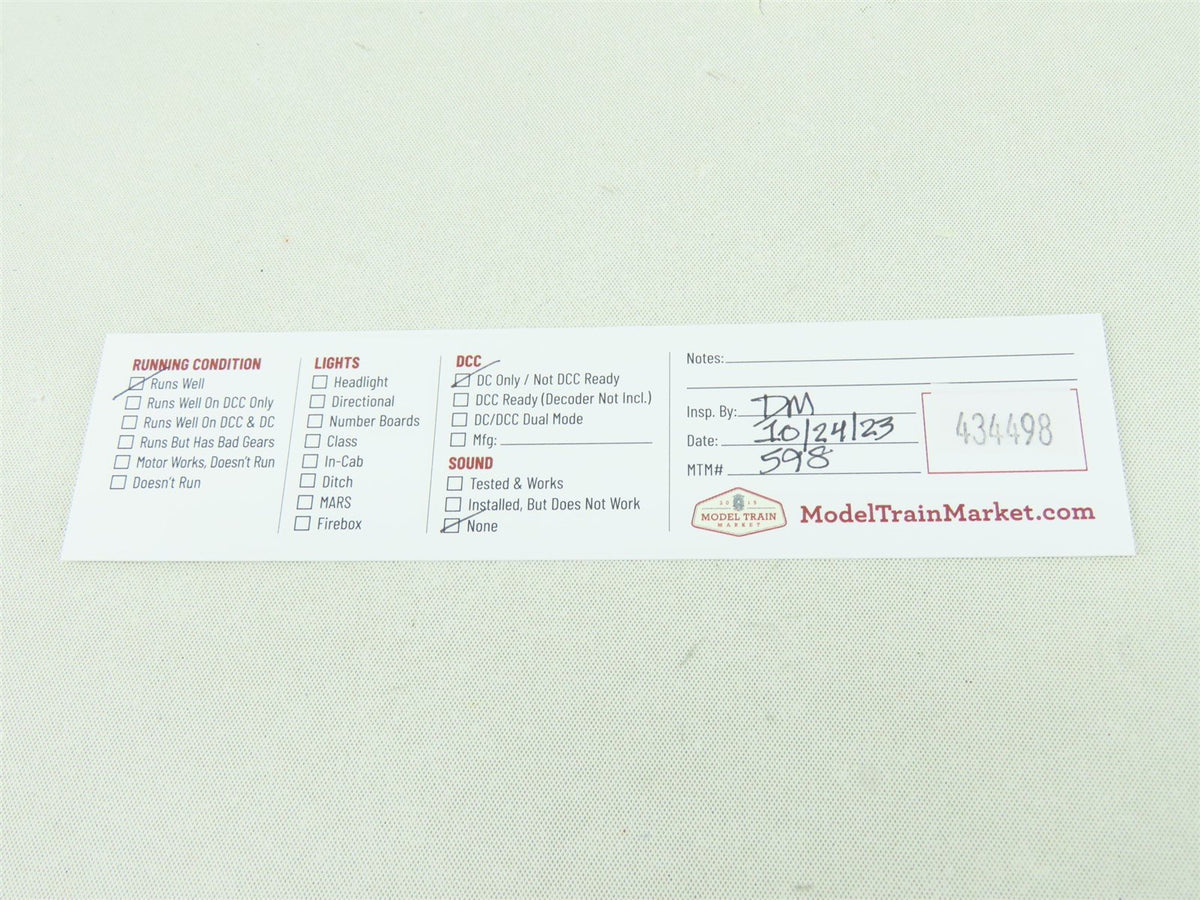 RUNNING CONDITION
Runs Well
Runs Well On DCC Only
Runs Well On DCC & DC
Runs But Has Bad Gears
Motor Works, Doesn't Run
Doesn't Run
LIGHTS
Headlight
Directional
Number Boards
Class
In-Cab
Ditch
MARS
Firebox
DCC
DC Only / Not DCC Ready
DCC Ready (Decoder Not Incl.)
DC/DCC Dual Mode
Mfg:
SOUND
Tested & Works
Installed, But Does Not Work
None
Notes:
Insp. By: DM
Date: 10/24/23
MTM# 598
434498
2015
MODEL TRAIN
MARKET
ModelTrainMarket.com